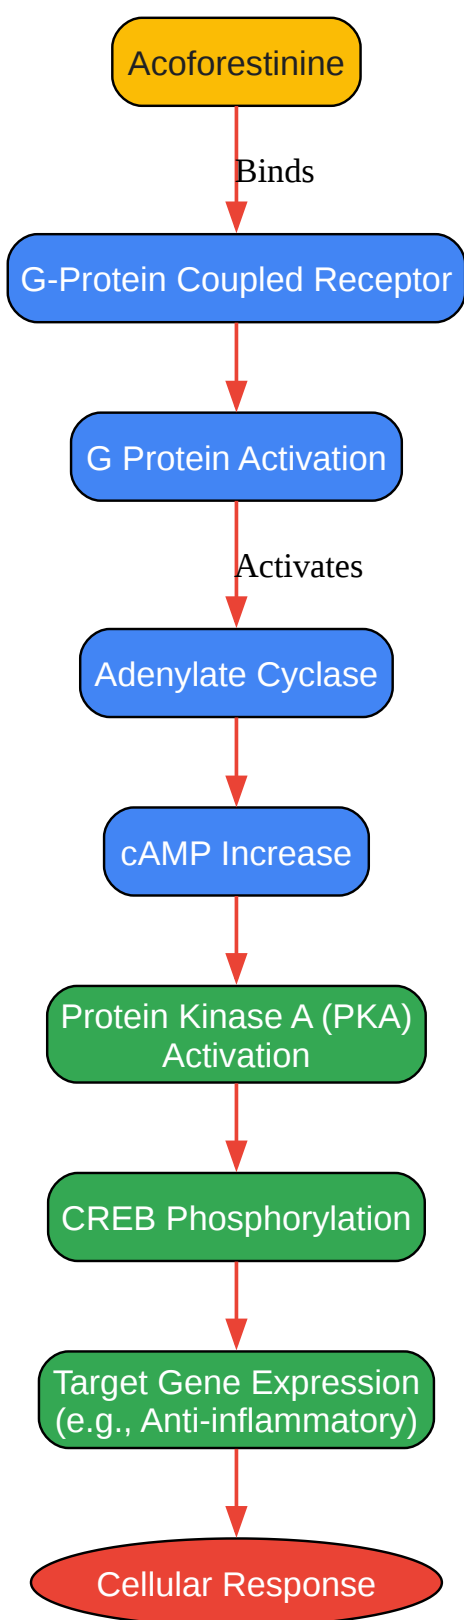 Acoforestinine
Binds
G-Protein Coupled Receptor
G Protein Activation
Activates
Adenylate Cyclase
cAMP Increase
Protein Kinase A (PKA)
Activation
CREB Phosphorylation
Target Gene Expression
(e.g., Anti-inflammatory)
Cellular Response